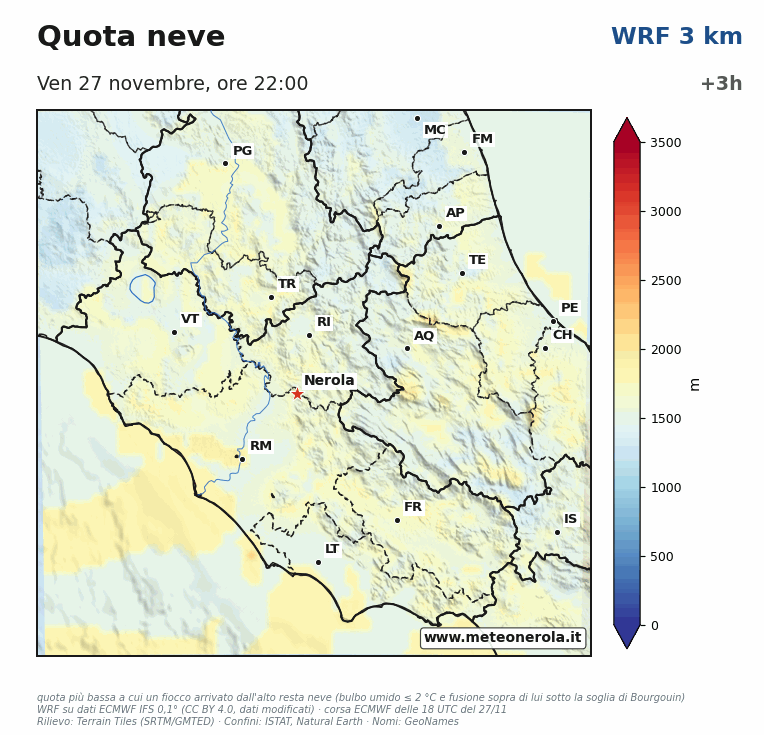 Quota neve
WRF 3 km
Ven 27 novembre, ore 22:00
+3h
MC
FM
PG
AP
TE
TR
PE
VT
RI
AQ
CH
Nerola
RM
FR
IS
LT
www.meteonerola.it
3500
3000
2500
2000
1500
1000
500
0
m
quota più bassa a cui un fiocco arrivato dall'alto resta neve (bulbo umido ≤ 2 °C e fusione sopra di lui sotto la soglia di Bourgouin)
WRF su dati ECMWF IFS 0,1° (CC BY 4.0, dati modificati) · corsa ECMWF delle 18 UTC del 27/11
Rilievo: Terrain Tiles (SRTM/GMTED) · Confini: ISTAT, Natural Earth · Nomi: GeoNames